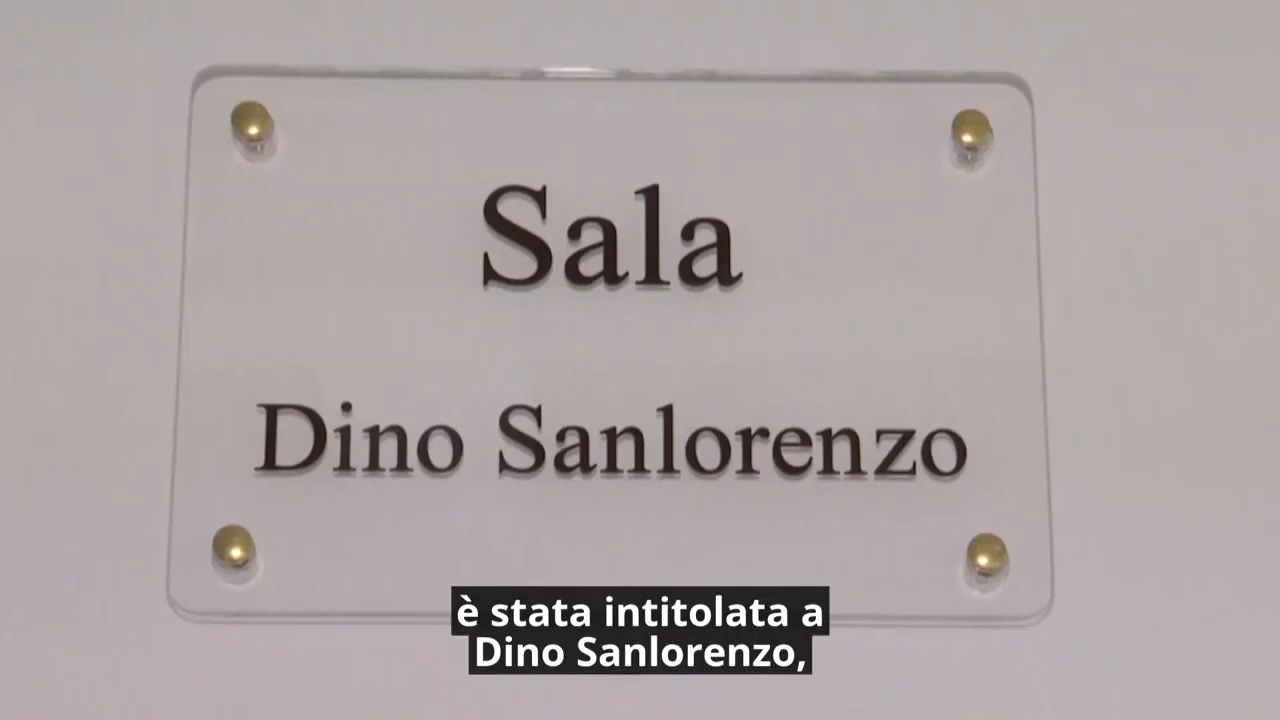 Sala
Dino Sanlorenzo
è stata intitolata a
Dino Sanlorenzo,